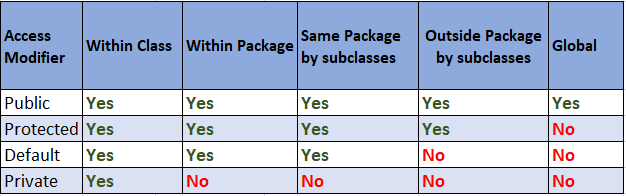 Access Modifier Within Class Within Package Same Package by subclasses Outside Package by subclasses Global
Public Yes Yes Yes Yes Yes
Protected Yes Yes Yes Yes No
Default Yes Yes Yes No No
Private Yes No No No No